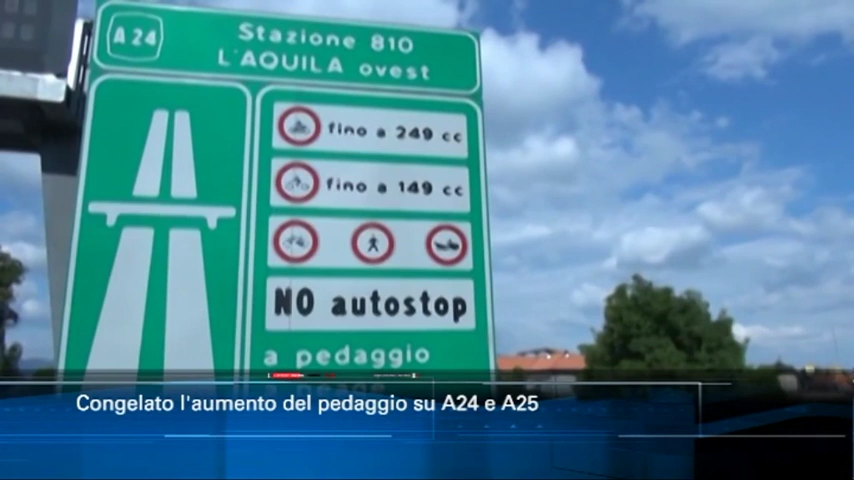 A 24
Stazione 810
L'AQUILA ovest
fino a 249 cc
fino a 149 cc
NO autostop
a pedaggio
Congelato l'aumento del pedaggio su A24 e A25